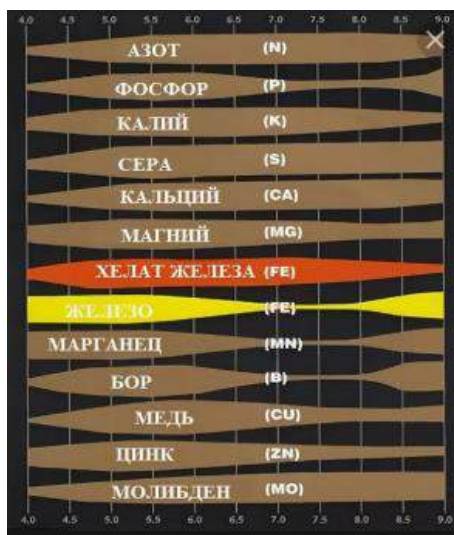 4.0 4.5 5.0 5.5 6.0 6.5 7.0 7.5 8.0 8.5 9.0
АЗОТ (N)
ФОСФОР (P)
КАЛИЙ (K)
СЕРА (S)
КАЛЬЦИЙ (CA)
МАГНИЙ (MG)
ХЕЛАТ ЖЕЛЕЗА (FE)
ЖЕЛЕЗО (FE)
МАРГАНЕЦ (MN)
БОР (B)
МЕДЬ (CU)
ЦИНК (ZN)
МОЛИБДЕН (MO)
4.0 4.5 5.0 5.5 6.0 6.5 7.0 7.5 8.0 8.5 9.0